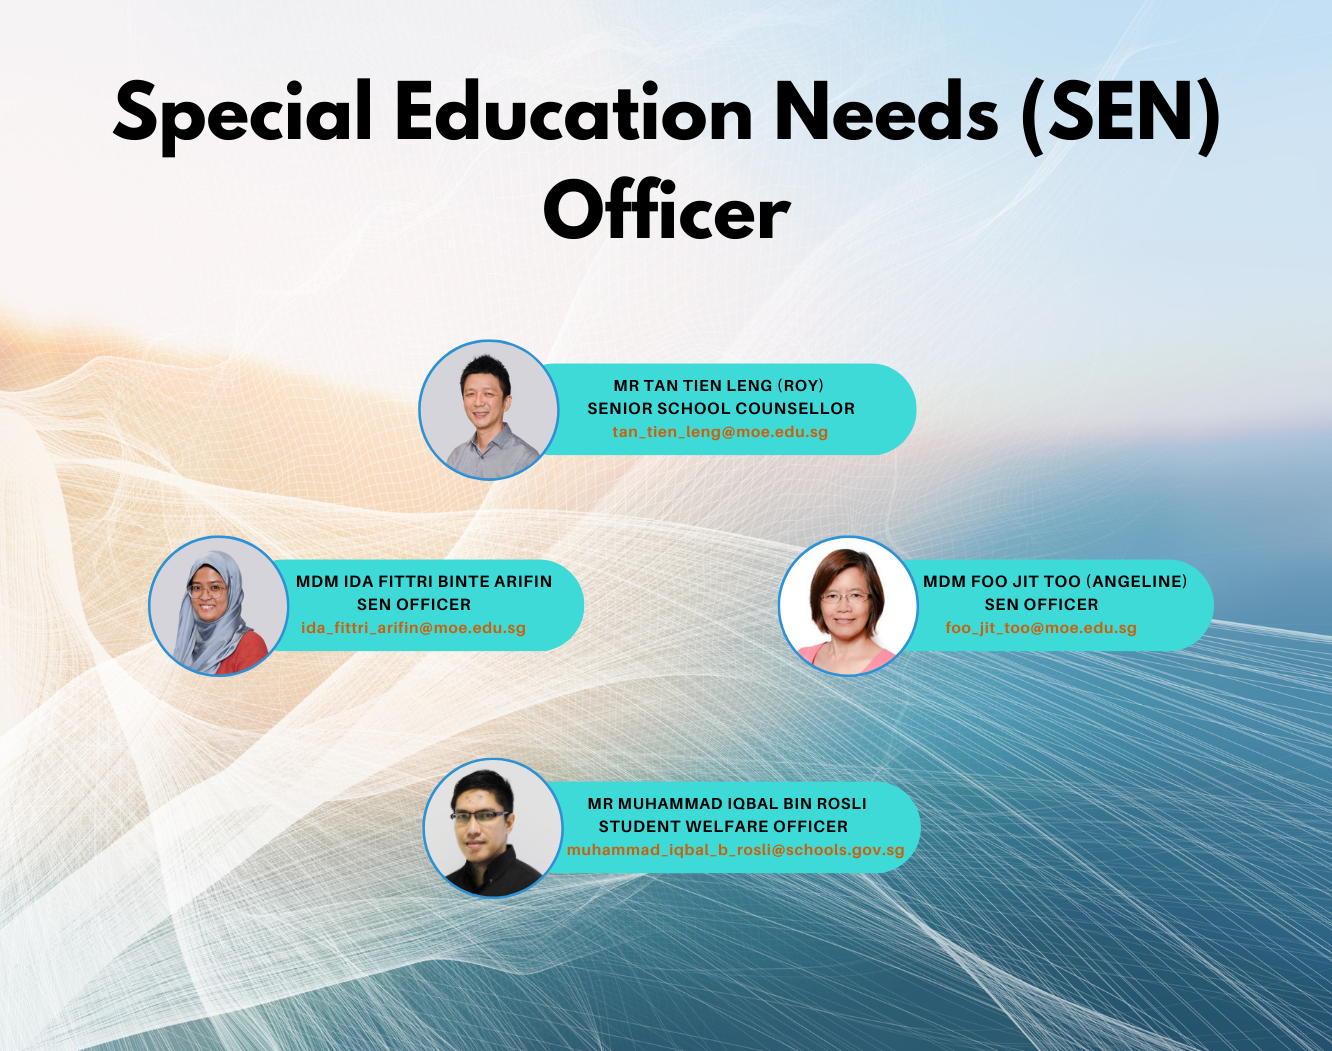 Special Education Needs (SEN)
Officer
MR TAN TIEN LENG (ROY)
SENIOR SCHOOL COUNSELLOR
tan_tien_leng@moe.edu.sg
MDM IDA FITTRI BINTE ARIFIN
SEN OFFICER
ida_fittri_arifin@moe.edu.sg
MDM FOO JIT TOO (ANGELINE)
SEN OFFICER
foo_jit_too@moe.edu.sg
MR MUHAMMAD IQBAL BIN ROSLI
STUDENT WELFARE OFFICER
muhammad_iqbal_b_rosli@schools.gov.sg